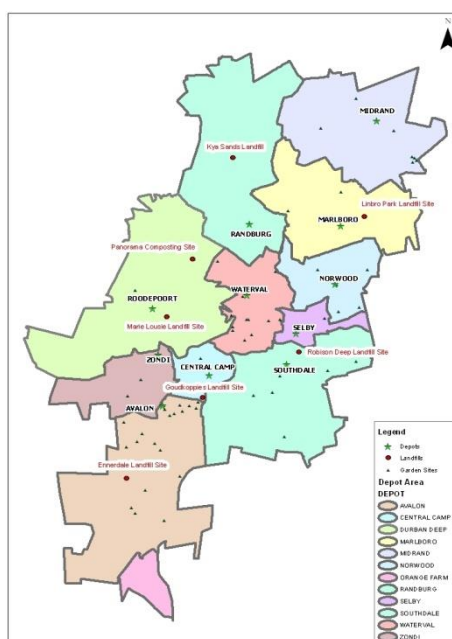 N
MIDRAND
Kya Sands Landfill
Linbro Park Landfill Site
MARLBORO
RANDBURG
Panorama Composting Site
NORWOOD
WATERVAL
ROODEPOORT
Marie Lousie Landfill Site
SELBY
Robison Deep Landfill Site
ZONDI
CENTRAL CAMP
SOUTHDALE
Goudkoppies Landfill Site
AVALON
Ennerdale Landfill Site
Legend
Depots
Landfills
Garden Sites
Depot Area
DEPOT
AVALON
CENTRAL CAMP
DURBAN DEEP
MARLBORO
MIDRAND
NORWOOD
ORANGE FARM
RANDBURG
SELBY
SOUTHDALE
WATERVAL
ZONDI